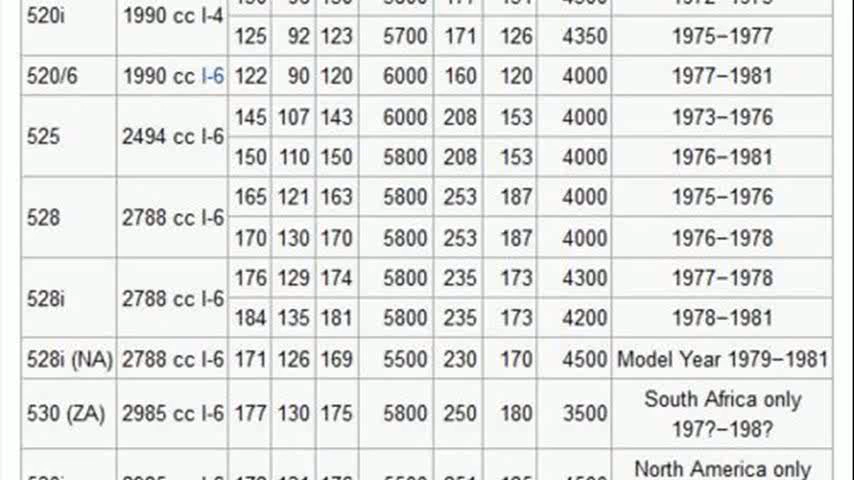 520i 1990 cc I-4
125 92 123 5700 171 126 4350 1975–1977
520/6 1990 cc I-6 122 90 120 6000 160 120 4000 1977–1981
525 2494 cc I-6
145 107 143 6000 208 153 4000 1973–1976
150 110 150 5800 208 153 4000 1976–1981
528 2788 cc I-6
165 121 163 5800 253 187 4000 1975–1976
170 130 170 5800 253 187 4000 1976–1978
528i 2788 cc I-6
176 129 174 5800 235 173 4300 1977–1978
184 135 181 5800 235 173 4200 1978–1981
528i (NA) 2788 cc I-6 171 126 169 5500 230 170 4500 Model Year 1979–1981
530 (ZA) 2985 cc I-6 177 130 175 5800 250 180 3500 South Africa only
197?–198?
North America only